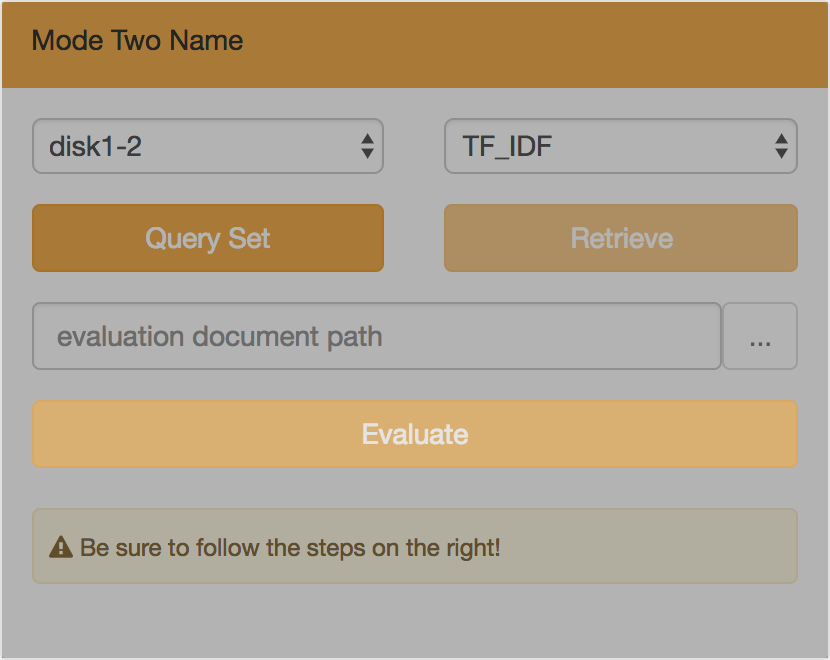 Mode Two Name
disk1-2
TF_IDF
Query Set
Retrieve
evaluation document path
...
Evaluate
Be sure to follow the steps on the right!